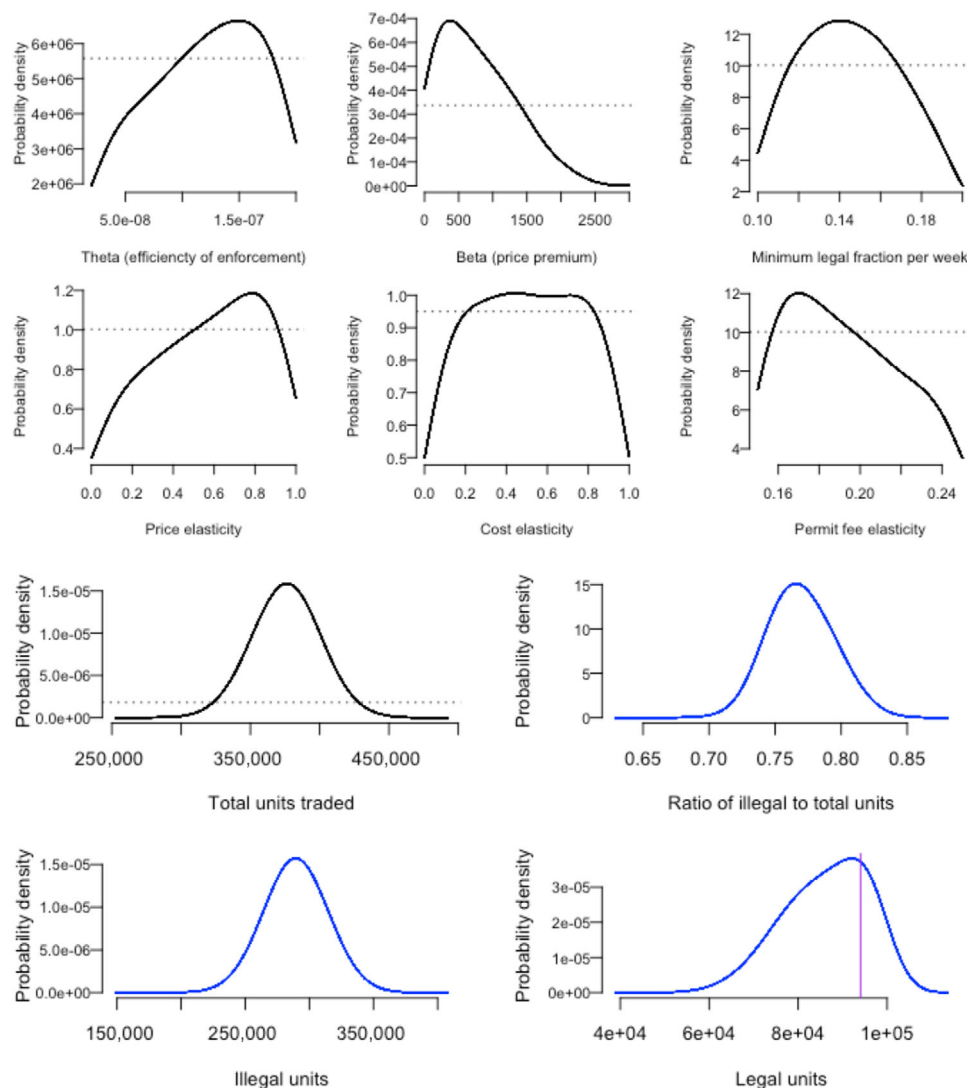 Probability density
6e+06
5e+06
4e+06
3e+06
2e+06
5.0e-08 1.5e-07
Theta (efficiencty of enforcement)
Probability density
7e-04
6e-04
5e-04
4e-04
3e-04
2e-04
1e-04
0e+00
0 500 1500 2500
Beta (price premium)
Probability density
12
10
8
6
4
2
0.10 0.14 0.18
Minimum legal fraction per week
Probability density
1.2
1.0
0.8
0.6
0.4
0.0 0.2 0.4 0.6 0.8 1.0
Price elasticity
Probability density
1.0
0.9
0.8
0.7
0.6
0.5
0.0 0.2 0.4 0.6 0.8 1.0
Cost elasticity
Probability density
12
10
8
6
4
0.16 0.20 0.24
Permit fee elasticity
Probability density
1.5e-05
1.0e-05
5.0e-06
0.0e+00
250,000 350,000 450,000
Total units traded
Probability density
15
10
5
0
0.65 0.70 0.75 0.80 0.85
Ratio of illegal to total units
Probability density
1.5e-05
1.0e-05
5.0e-06
0.0e+00
150,000 250,000 350,000
Illegal units
Probability density
3e-05
2e-05
1e-05
0e+00
4e+04 6e+04 8e+04 1e+05
Legal units